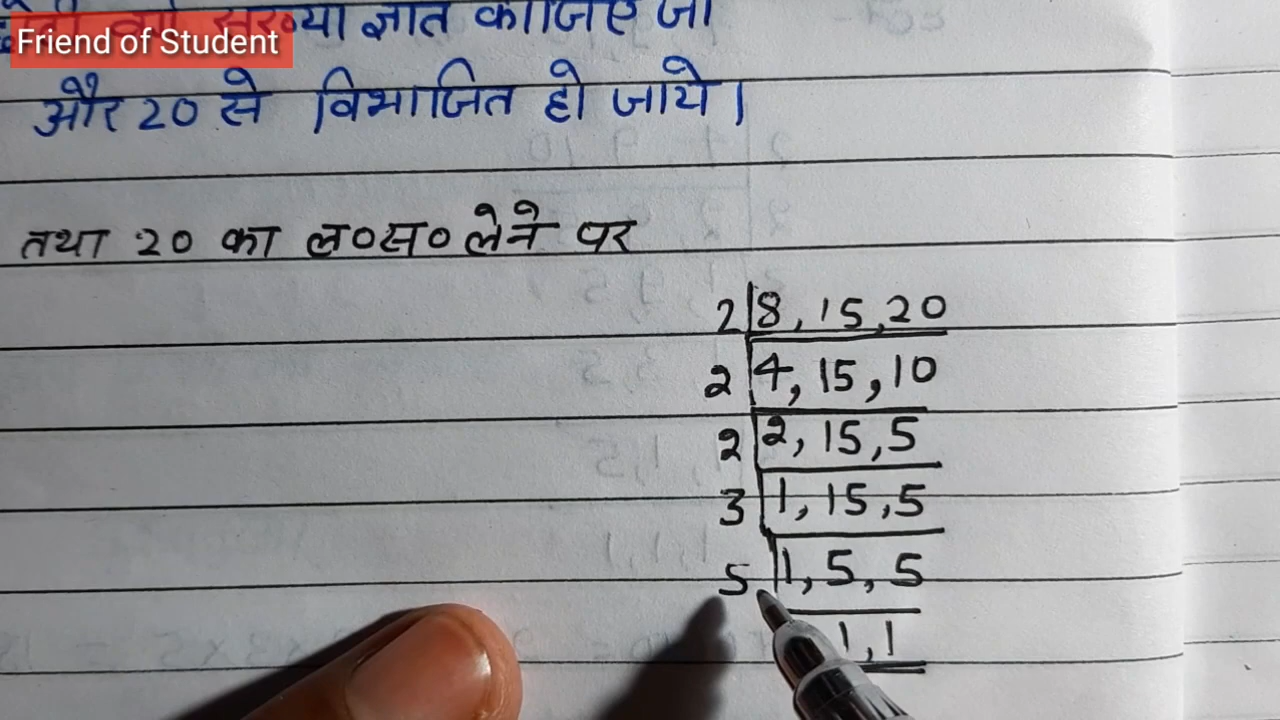 संख्या ज्ञात कीजिए जो
Friend of Student
और 20 से विभाजित हो जाये।
तथा 20 का ल०स० लेने पर
2 8, 15, 20
2 4, 15, 10
2 2, 15, 5
3 1, 15, 5
5 1, 5, 5
1, 1